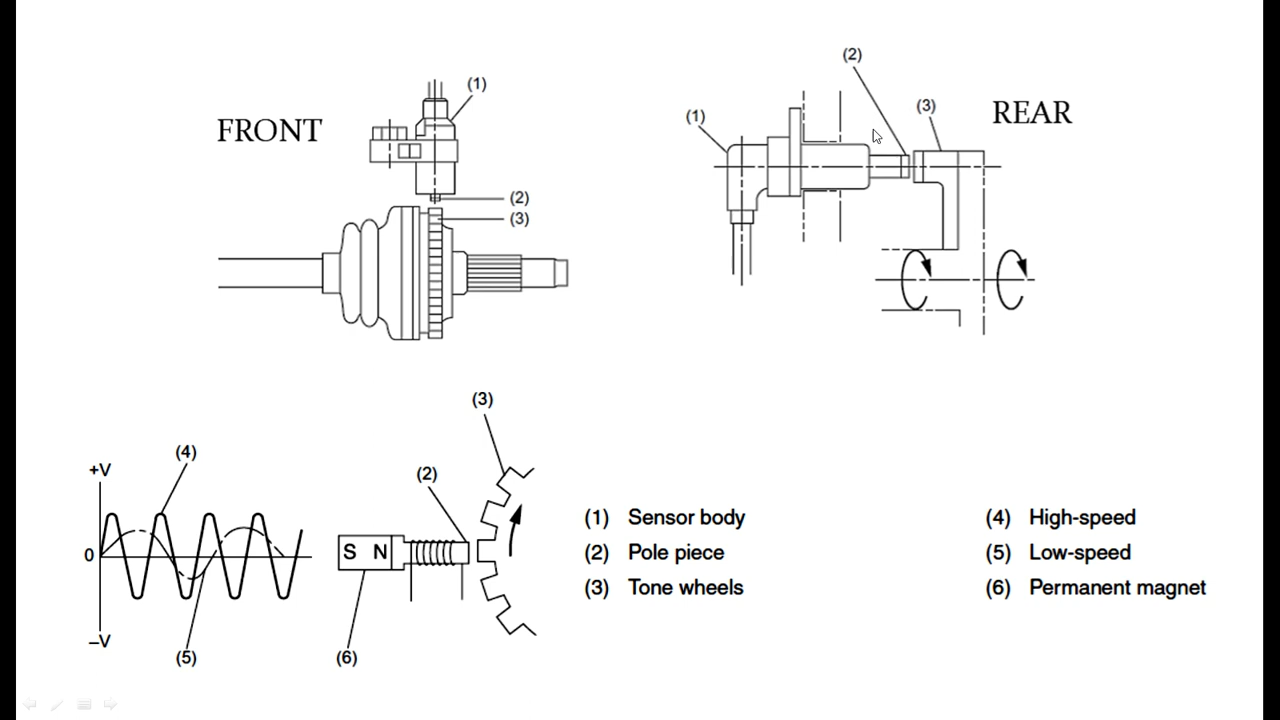 (1)
FRONT
(2)
(3)
(2)
(1)
(3)
REAR
(3)
(4)
+V
(2)
0
S N
–V
(5)
(6)
(1) Sensor body
(2) Pole piece
(3) Tone wheels
(4) High-speed
(5) Low-speed
(6) Permanent magnet